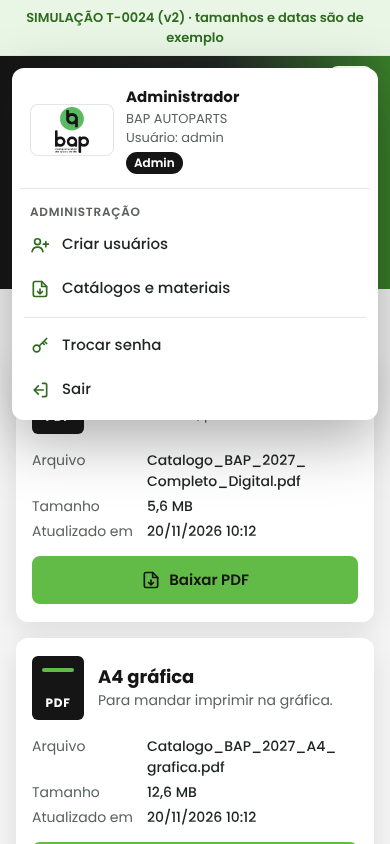 SIMULAÇÃO T-0024 (v2) · tamanhos e datas são de
exemplo
bap
Administrador
BAP AUTOPARTS
Usuário: admin
Admin
ADMINISTRAÇÃO
Criar usuários
Catálogos e materiais
Trocar senha
Sair
Arquivo
Catalogo_BAP_2027_
Completo_Digital.pdf
Tamanho
5,6 MB
Atualizado em
20/11/2026 10:12
Baixar PDF
PDF
A4 gráfica
Para mandar imprimir na gráfica.
Arquivo
Catalogo_BAP_2027_A4_
grafica.pdf
Tamanho
12,6 MB
Atualizado em
20/11/2026 10:12